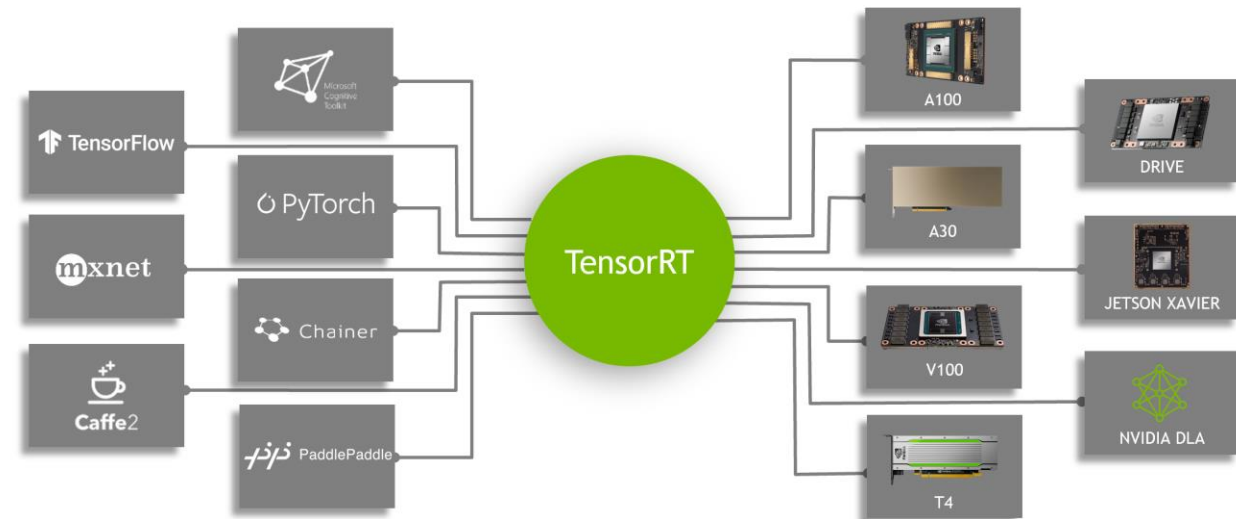 Microsoft
Cognitive
Toolkit
TensorFlow
PyTorch
mxnet
Chainer
Caffe2
PaddlePaddle
TensorRT
A100
DRIVE
A30
JETSON XAVIER
V100
NVIDIA DLA
T4